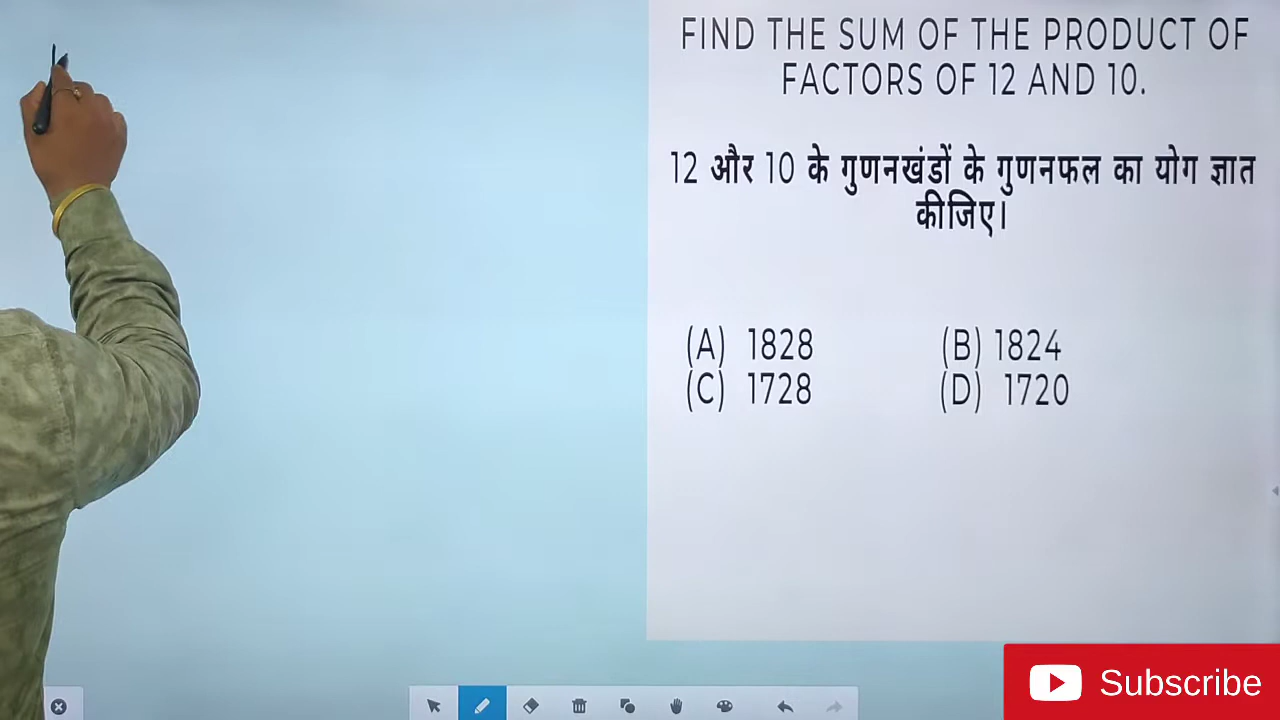 FIND THE SUM OF THE PRODUCT OF
FACTORS OF 12 AND 10.
12 और 10 के गुणनखंडों के गुणनफल का योग ज्ञात
कीजिए।
(A) 1828 (B) 1824
(C) 1728 (D) 1720
Subscribe